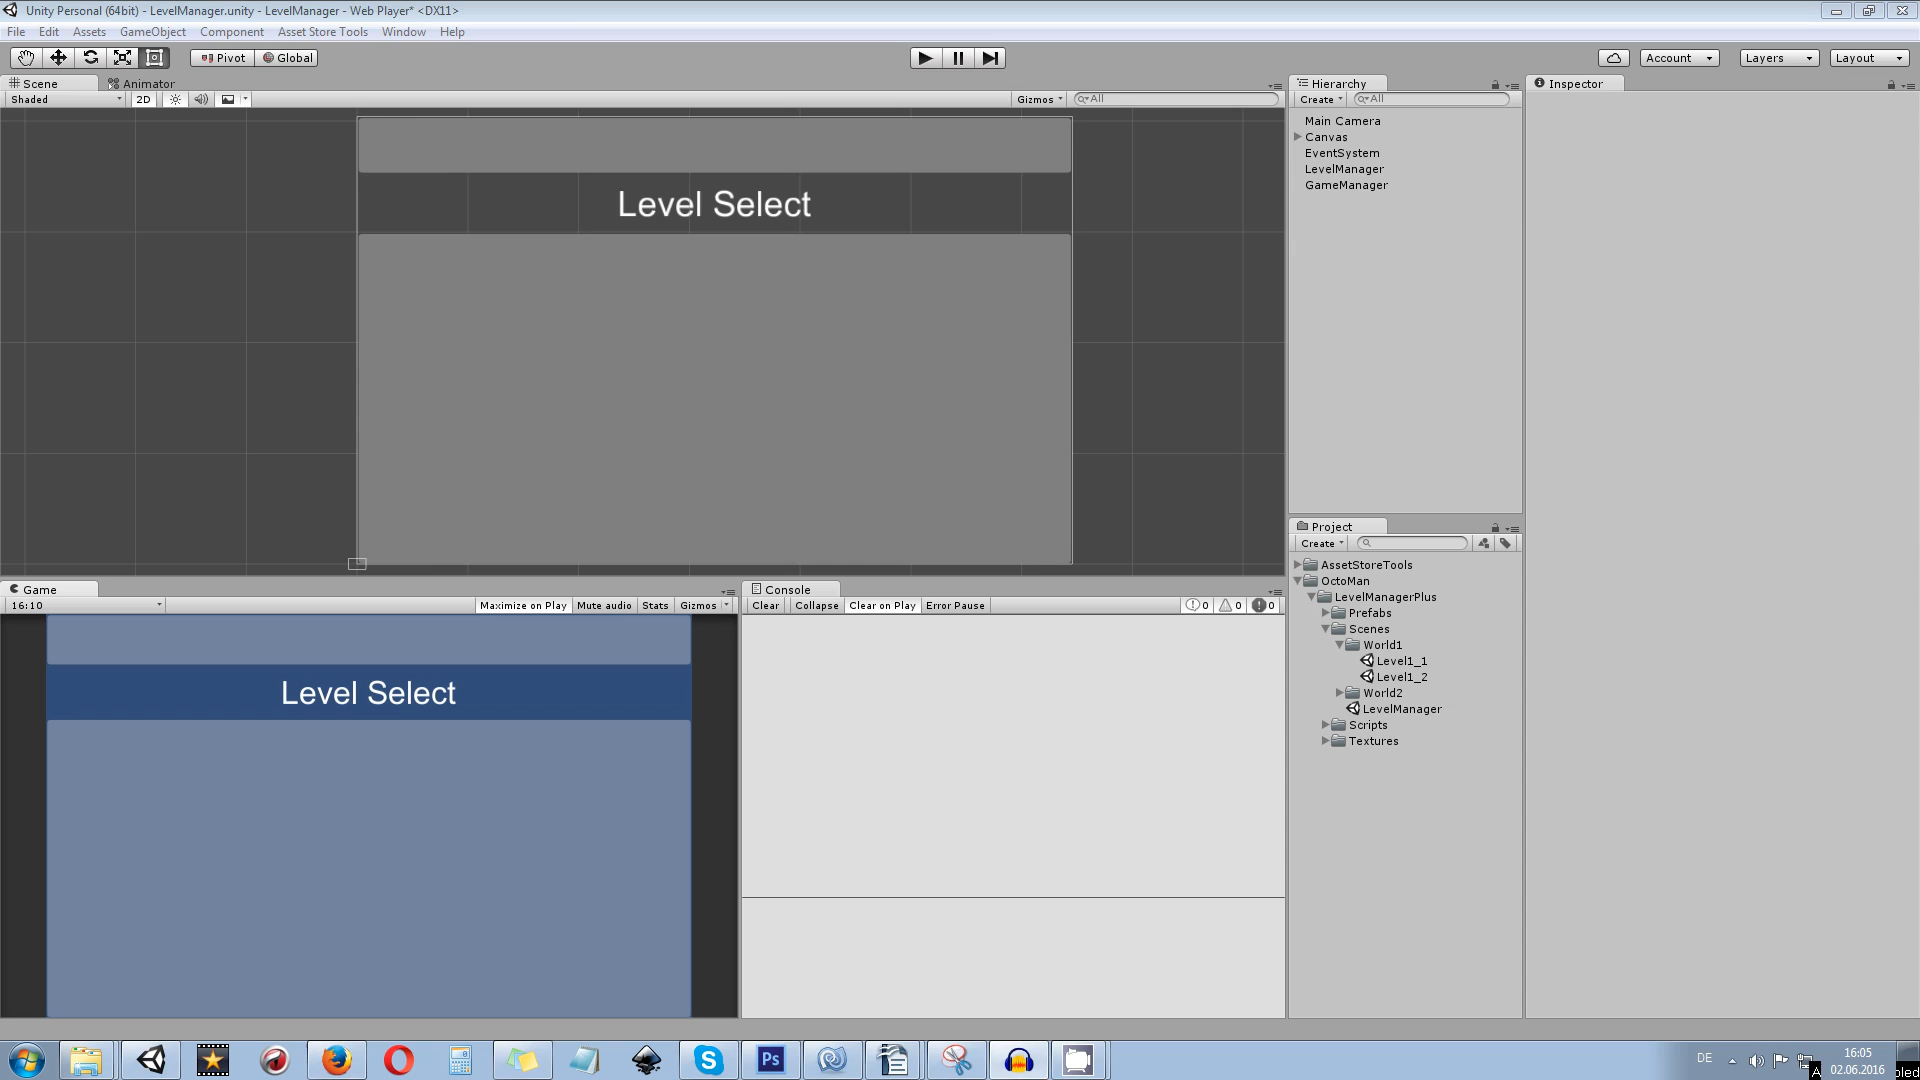 Unity Personal (64bit) - LevelManager.unity - LevelManager - Web Player* <DX11>
File Edit Assets GameObject Component Asset Store Tools Window Help
Pivot Global Account Layers Layout
Scene Animator
Shaded 2D Gizmos All
Level Select
Hierarchy
Create All
Main Camera
Canvas
EventSystem
LevelManager
GameManager
Inspector
Project
Create
AssetStoreTools
OctoMan
LevelManagerPlus
Prefabs
Scenes
World1
Level1_1
Level1_2
World2
LevelManager
Scripts
Textures
Game
16:10 Maximize on Play Mute audio Stats Gizmos
Level Select
Console
Clear Collapse Clear on Play Error Pause 0 0 0
Ps
DE
16:05
02.06.2016